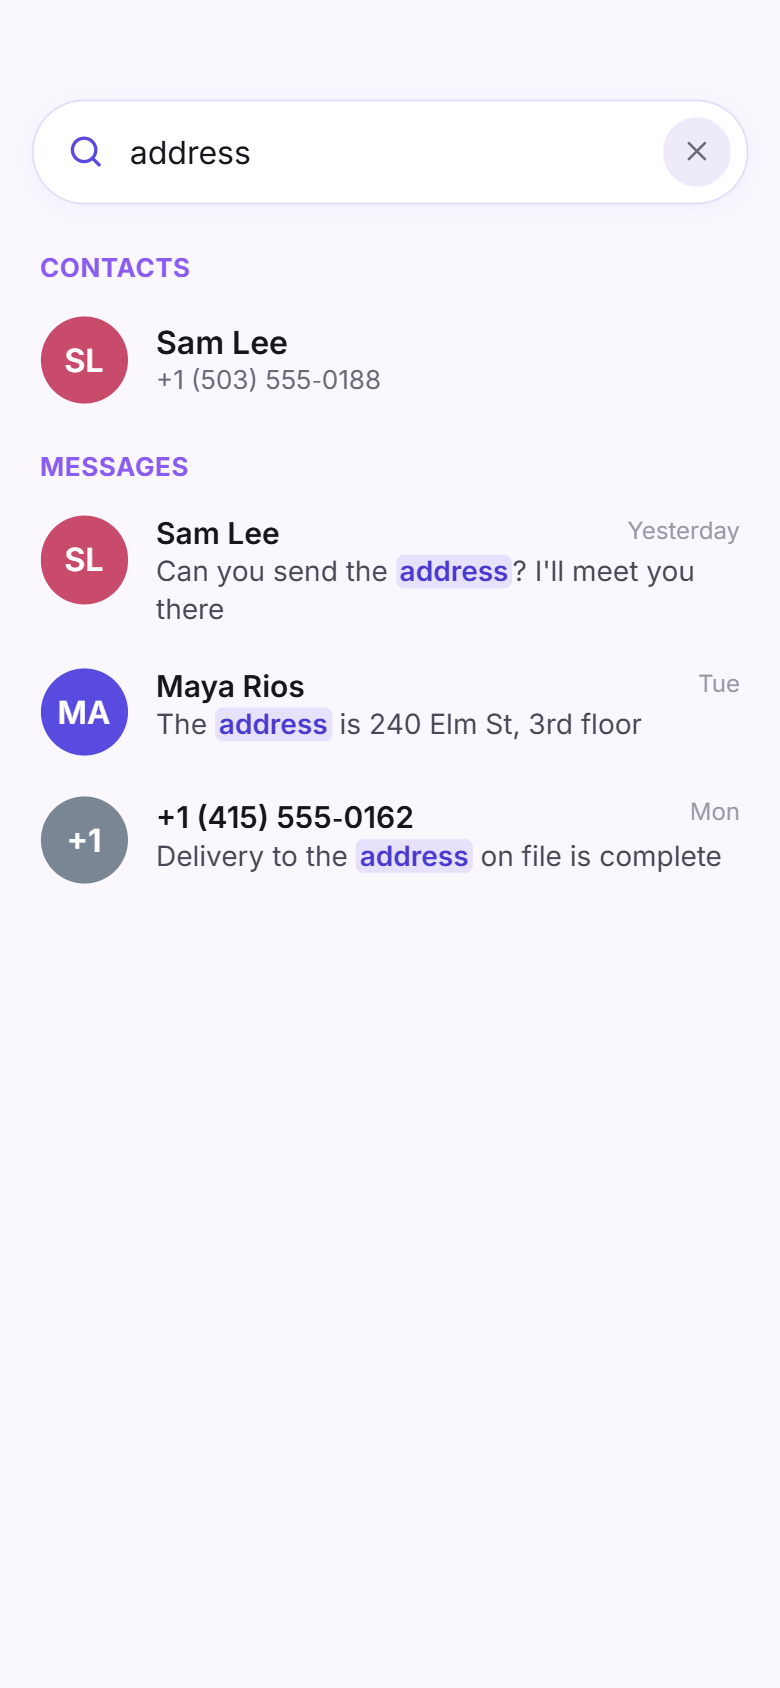 address
CONTACTS
SL
Sam Lee
+1 (503) 555-0188
MESSAGES
SL
Sam Lee
Yesterday
Can you send the address? I'll meet you
there
MA
Maya Rios
Tue
The address is 240 Elm St, 3rd floor
+1
+1 (415) 555-0162
Mon
Delivery to the address on file is complete